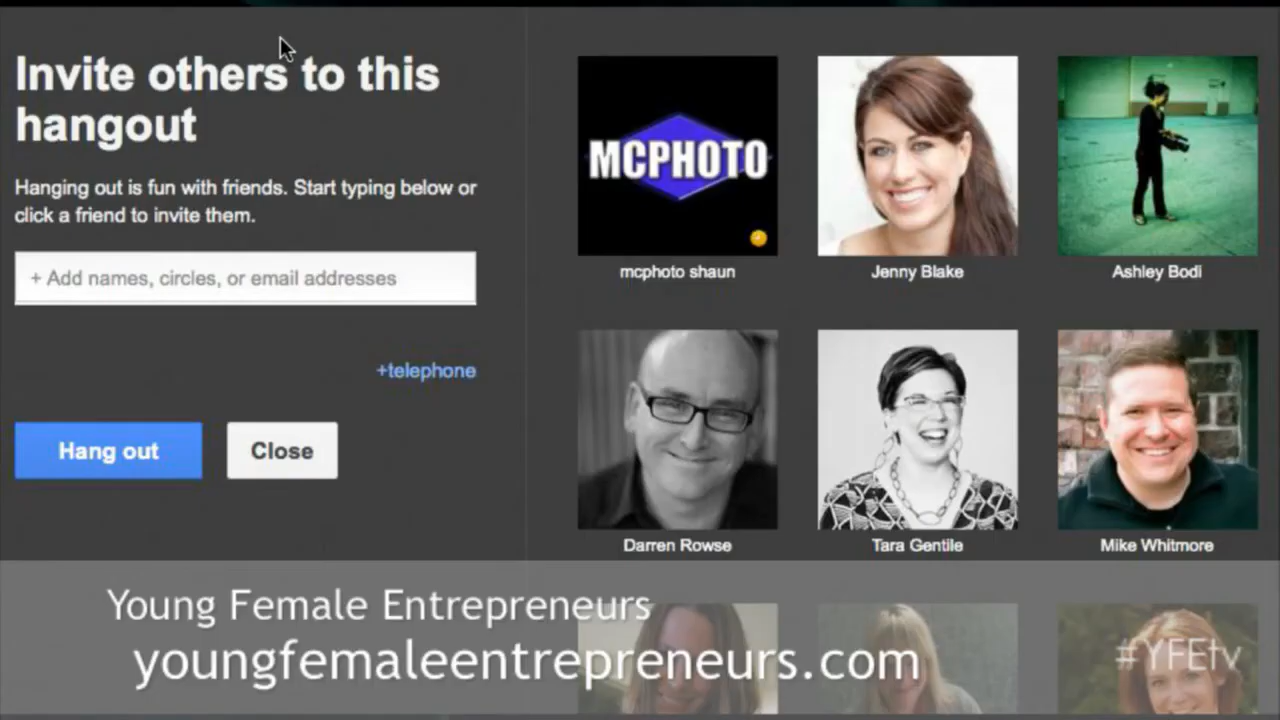 Invite others to this
hangout
Hanging out is fun with friends. Start typing below or
click a friend to invite them.
+ Add names, circles, or email addresses
+telephone
Hang out
Close
MCPHOTO
mcphoto shaun
Jenny Blake
Ashley Bodi
Darren Rowse
Tara Gentile
Mike Whitmore
Young Female Entrepreneurs
youngfemaleentrepreneurs.com
#YFEtv